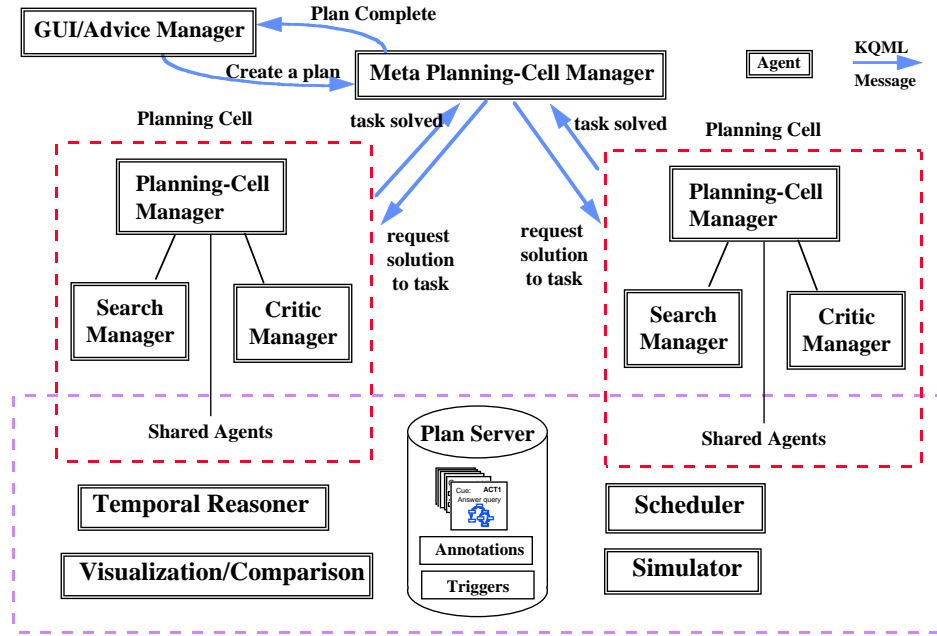 GUI/Advice Manager
Plan Complete
Create a plan
Meta Planning-Cell Manager
Agent
KQML
Message
Planning Cell
task solved
task solved
Planning Cell
Planning-Cell
Manager
request
solution
to task
request
solution
to task
Planning-Cell
Manager
Search
Manager
Critic
Manager
Search
Manager
Critic
Manager
Shared Agents
Plan Server
Shared Agents
Cue: ACT1
Answer query
Temporal Reasoner
Scheduler
Annotations
Visualization/Comparison
Triggers
Simulator